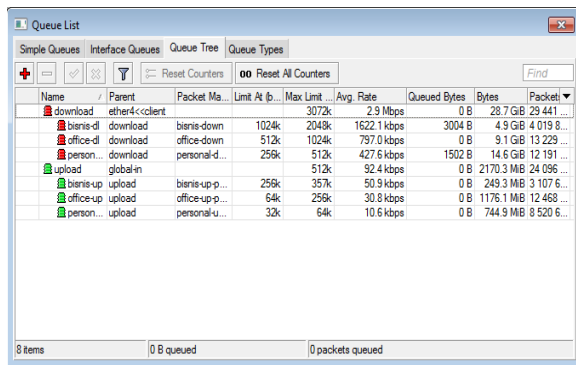 Queue List
Simple Queues Interface Queues Queue Tree Queue Types
Reset Counters 00 Reset All Counters Find
Name / Parent Packet Ma... Limit At (b... Max Limit ... Avg. Rate Queued Bytes Bytes Packets
download ether4<<client 3072k 2.9 Mbps 0 B 28.7 GiB 29 441 ...
bisnis-dl download bisnis-down 1024k 2048k 1622.1 kbps 3004 B 4.9 GiB 4 019 8...
office-dl download office-down 512k 1024k 797.0 kbps 0 B 9.1 GiB 13 229 ...
person... download personal-d... 256k 512k 427.6 kbps 1502 B 14.6 GiB 12 191 ...
upload global-in 512k 92.4 kbps 0 B 2170.3 MiB 24 096 ...
bisnis-up upload bisnis-up-p... 256k 357k 50.9 kbps 0 B 249.3 MiB 3 107 6...
office-up upload office-up-p... 64k 256k 30.8 kbps 0 B 1176.1 MiB 12 468 ...
person... upload personal-u... 32k 64k 10.6 kbps 0 B 744.9 MiB 8 520 6...
8 items 0 B queued 0 packets queued